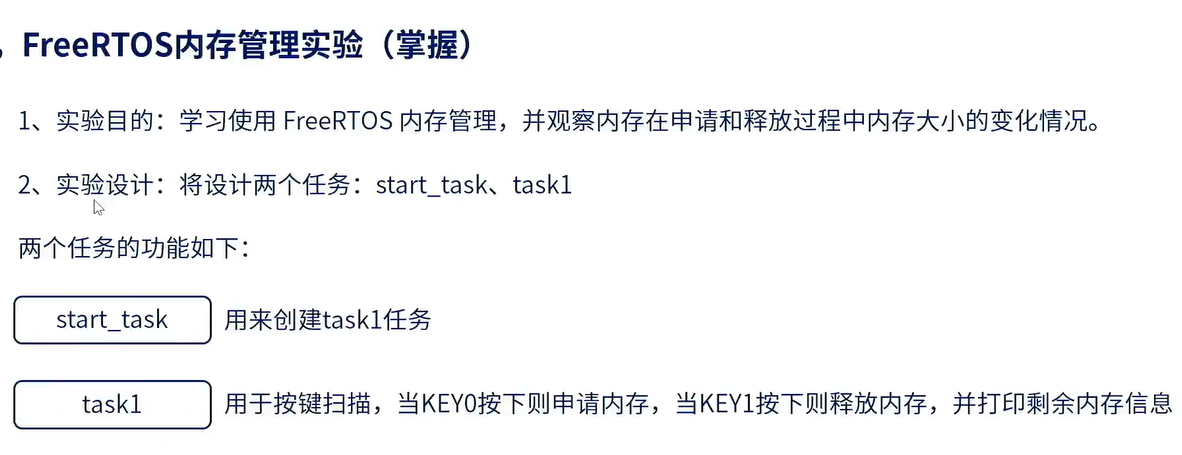 ，FreeRTOS内存管理实验（掌握）
1、实验目的：学习使用 FreeRTOS 内存管理，并观察内存在申请和释放过程中内存大小的变化情况。
2、实验设计：将设计两个任务：start_task、task1
两个任务的功能如下：
start_task 用来创建task1任务
task1 用于按键扫描，当KEY0按下则申请内存，当KEY1按下则释放内存，并打印剩余内存信息